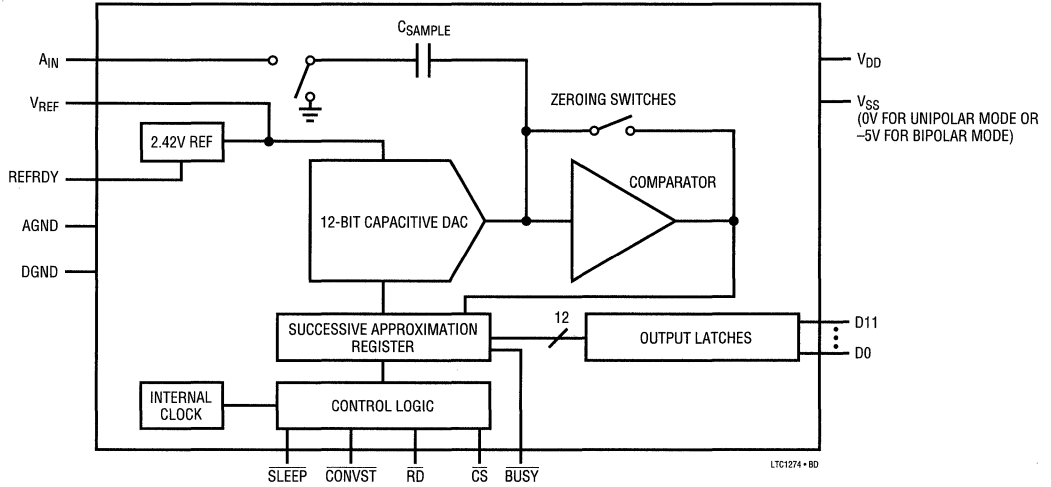 CSAMPLE
AIN
VDD
ZEROING SWITCHES
VREF
VSS
(0V FOR UNIPOLAR MODE OR
–5V FOR BIPOLAR MODE)
2.42V REF
REFRDY
COMPARATOR
12-BIT CAPACITIVE DAC
AGND
DGND
12
SUCCESSIVE APPROXIMATION
REGISTER
OUTPUT LATCHES
D11
D0
INTERNAL
CLOCK
CONTROL LOGIC
SLEEP
CONVST
RD
CS
BUSY
LTC1274 • BD